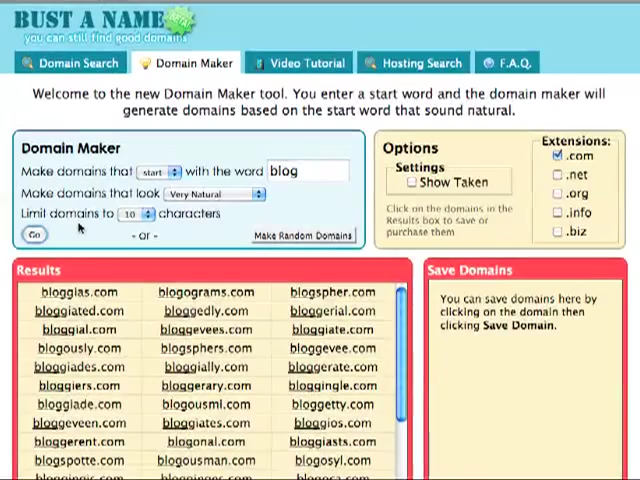 BUST A NAME
you can still find good domains
Domain Search
Domain Maker
Video Tutorial
Hosting Search
F.A.Q.
Welcome to the new Domain Maker tool. You enter a start word and the domain maker will
generate domains based on the start word that sound natural.
Domain Maker
Make domains that start with the word blog
Make domains that look Very Natural
Limit domains to 10 characters
Go - or - Make Random Domains
Options
Settings
Show Taken
Click on the domains in the
Results box to save or
purchase them
Extensions:
.com
.net
.org
.info
.biz
Results
bloggias.com blogograms.com blogspher.com
bloggiated.com bloggedly.com bloggerial.com
bloggial.com bloggevees.com bloggiate.com
blogously.com blogsphers.com bloggevee.com
bloggiades.com bloggially.com bloggerate.com
bloggiers.com bloggerary.com bloggingle.com
bloggiade.com blogousml.com bloggetty.com
bloggeveen.com bloggiates.com bloggios.com
bloggerent.com blogonal.com bloggiasts.com
blogspotte.com blogousman.com blogosyl.com
Save Domains
You can save domains here by
clicking on the domain then
clicking Save Domain.